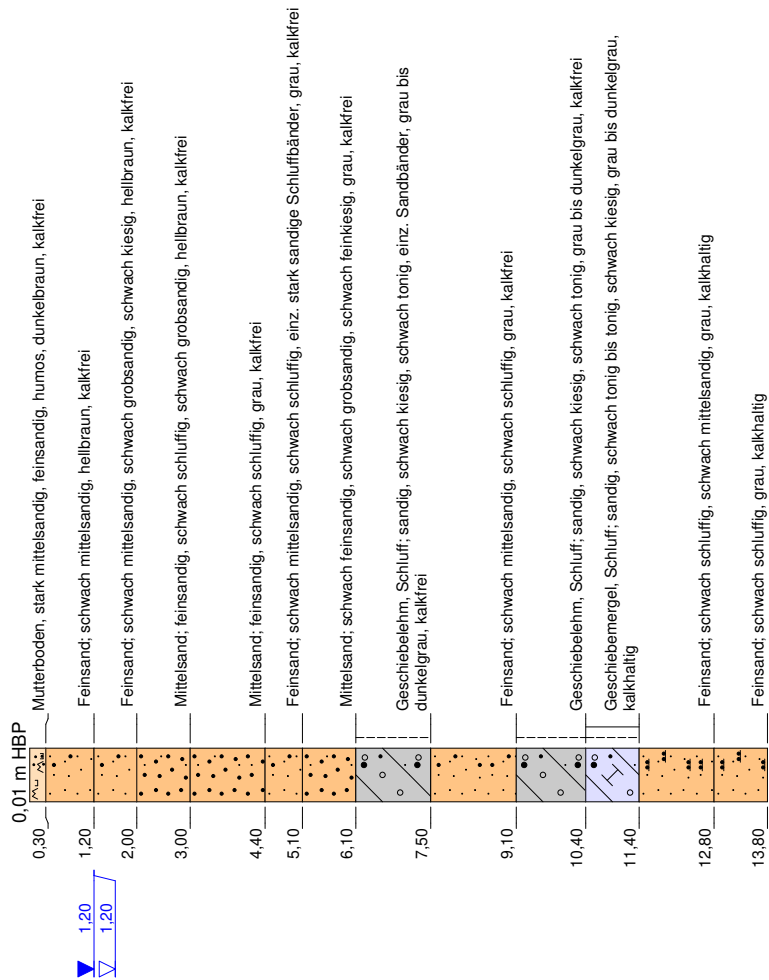 0,01 m HBP
0,30
Mutterboden, stark mittelsandig, feinsandig, humos, dunkelbraun, kalkfrei
1,20
1,20
1,20
Feinsand; schwach mittelsandig, hellbraun, kalkfrei
2,00
Feinsand; schwach mittelsandig, schwach grobsandig, schwach kiesig, hellbraun, kalkfrei
3,00
Mittelsand; feinsandig, schwach schluffig, schwach grobsandig, hellbraun, kalkfrei
4,40
Mittelsand; feinsandig, schwach schluffig, grau, kalkfrei
5,10
Feinsand; schwach mittelsandig, schwach schluffig, einz. stark sandige Schluffbänder, grau, kalkfrei
6,10
Mittelsand; schwach feinsandig, schwach grobsandig, schwach feinkiesig, grau, kalkfrei
7,50
Geschiebelehm, Schluff; sandig, schwach kiesig, schwach tonig, einz. Sandbänder, grau bis
dunkelgrau, kalkfrei
9,10
Feinsand; schwach mittelsandig, schwach schluffig, grau, kalkfrei
10,40
Geschiebelehm, Schluff; sandig, schwach kiesig, schwach tonig, grau bis dunkelgrau, kalkfrei
11,40
Geschiebemergel, Schluff; sandig, schwach tonig bis tonig, schwach kiesig, grau bis dunkelgrau,
kalkhaltig
12,80
Feinsand; schwach schluffig, schwach mittelsandig, grau, kalkhaltig
13,80
Feinsand; schwach schluffig, grau, kalkhaltig